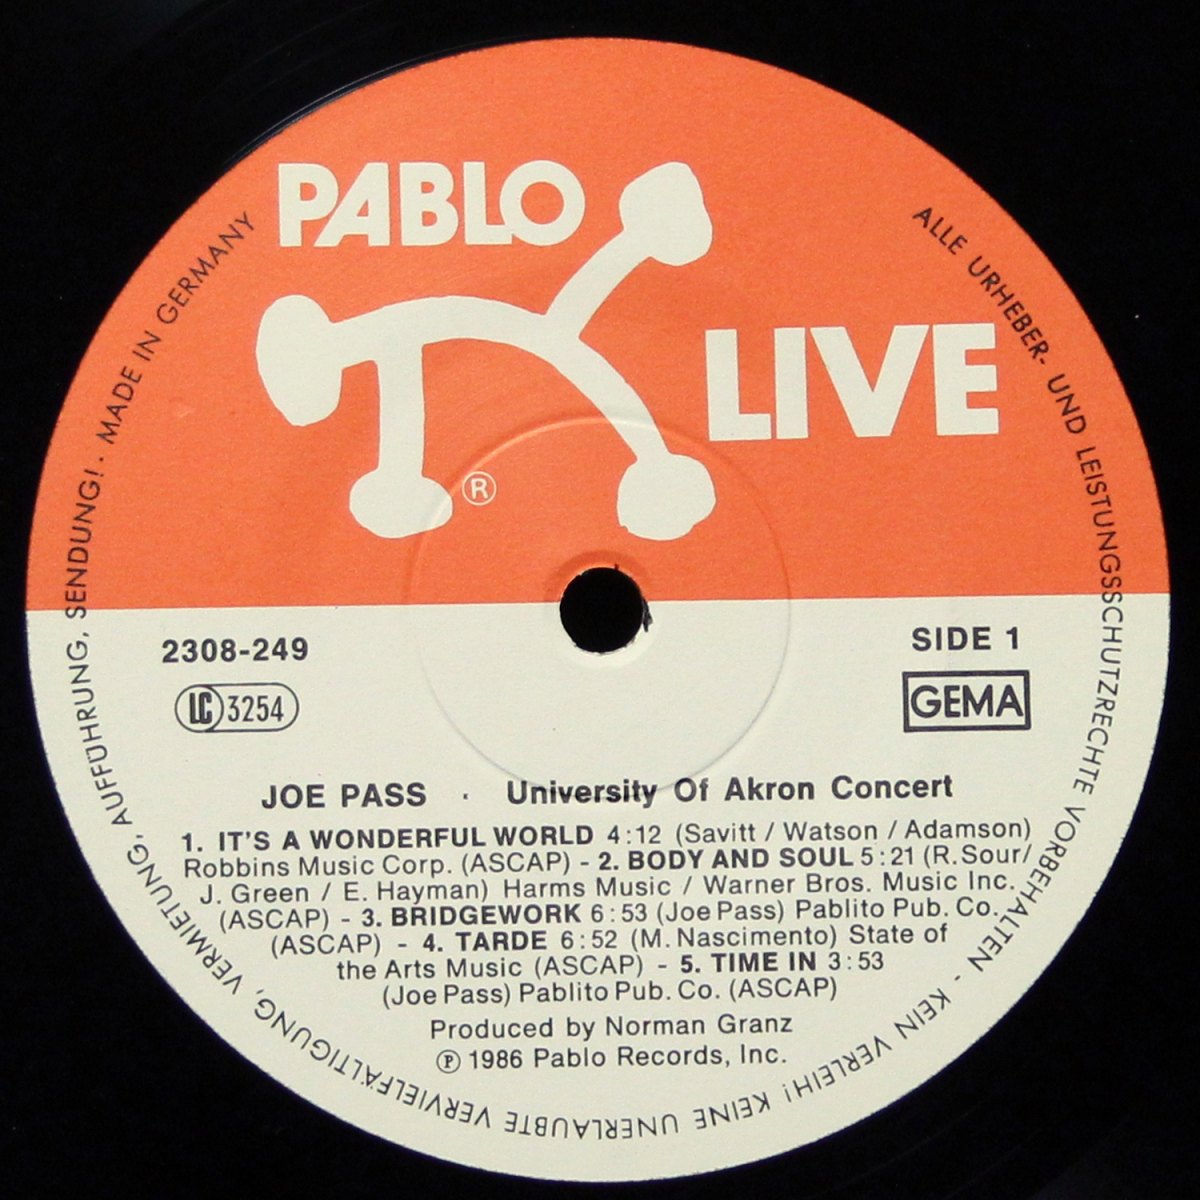 PABLO
LIVE
®
2308-249
SIDE 1
LC 3254
GEMA
JOE PASS . University Of Akron Concert
1. IT'S A WONDERFUL WORLD 4:12 (Savitt / Watson / Adamson)
Robbins Music Corp. (ASCAP) - 2. BODY AND SOUL 5:21 (R. Sour/
J. Green / E. Hayman) Harms Music / Warner Bros. Music Inc.
(ASCAP) - 3. BRIDGEWORK 6:53 (Joe Pass) Pablito Pub. Co.
(ASCAP) - 4. TARDE 6:52 (M. Nascimento) State of
the Arts Music (ASCAP) - 5. TIME IN 3:53
(Joe Pass) Pablito Pub. Co. (ASCAP)
Produced by Norman Granz
℗ 1986 Pablo Records, Inc.
ALLE URHEBER- UND LEISTUNGSSCHUTZRECHTE VORBEHALTEN - KEIN VERLEIH! KEINE UNERLAUBTE VERVIELFÄLTIGUNG, VERMIETUNG, AUFFÜHRUNG, SENDUNG! · MADE IN GERMANY